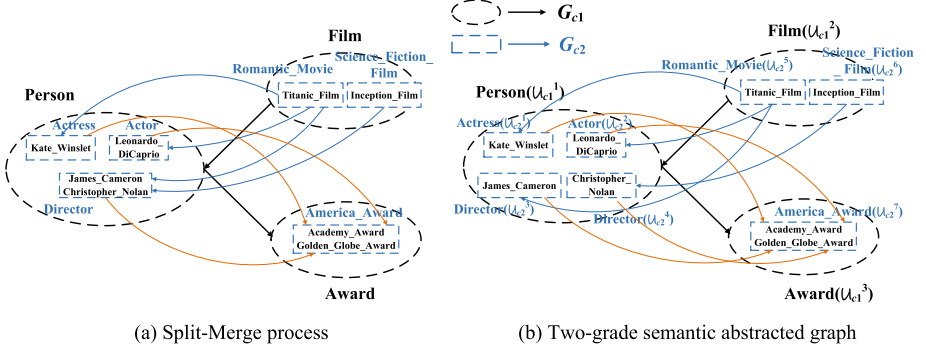 Film
Science_Fiction_
Film
Romantic_Movie
Titanic_Film
Inception_Film
Person
Actress
Actor
Kate_Winslet
Leonardo_
DiCaprio
James_Cameron
Christopher_Nolan
Director
America_Award
Academy_Award
Golden_Globe_Award
Award
(a) Split-Merge process
G_c1
G_c2
Film(𝒰_c1^2)
Science_Fiction
_Film(𝒰_c2^6)
Romantic_Movie(𝒰_c2^5)
Titanic_Film
Inception_Film
Person(𝒰_c1^1)
Actress(𝒰_c2^1)
Actor(𝒰_c2^2)
Kate_Winslet
Leonardo_
DiCaprio
James_Cameron
Christopher_
Nolan
Director(𝒰_c2^3)
Director(𝒰_c2^4)
America_Award(𝒰_c2^7)
Academy_Award
Golden_Globe_Award
Award(𝒰_c1^3)
(b) Two-grade semantic abstracted graph